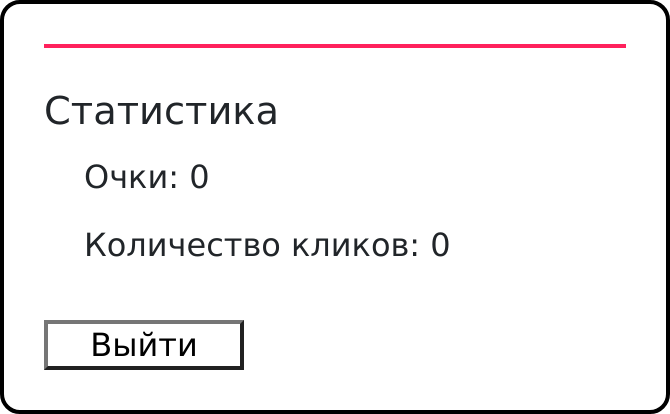 Статистика
Очки: 0
Количество кликов: 0
Выйти